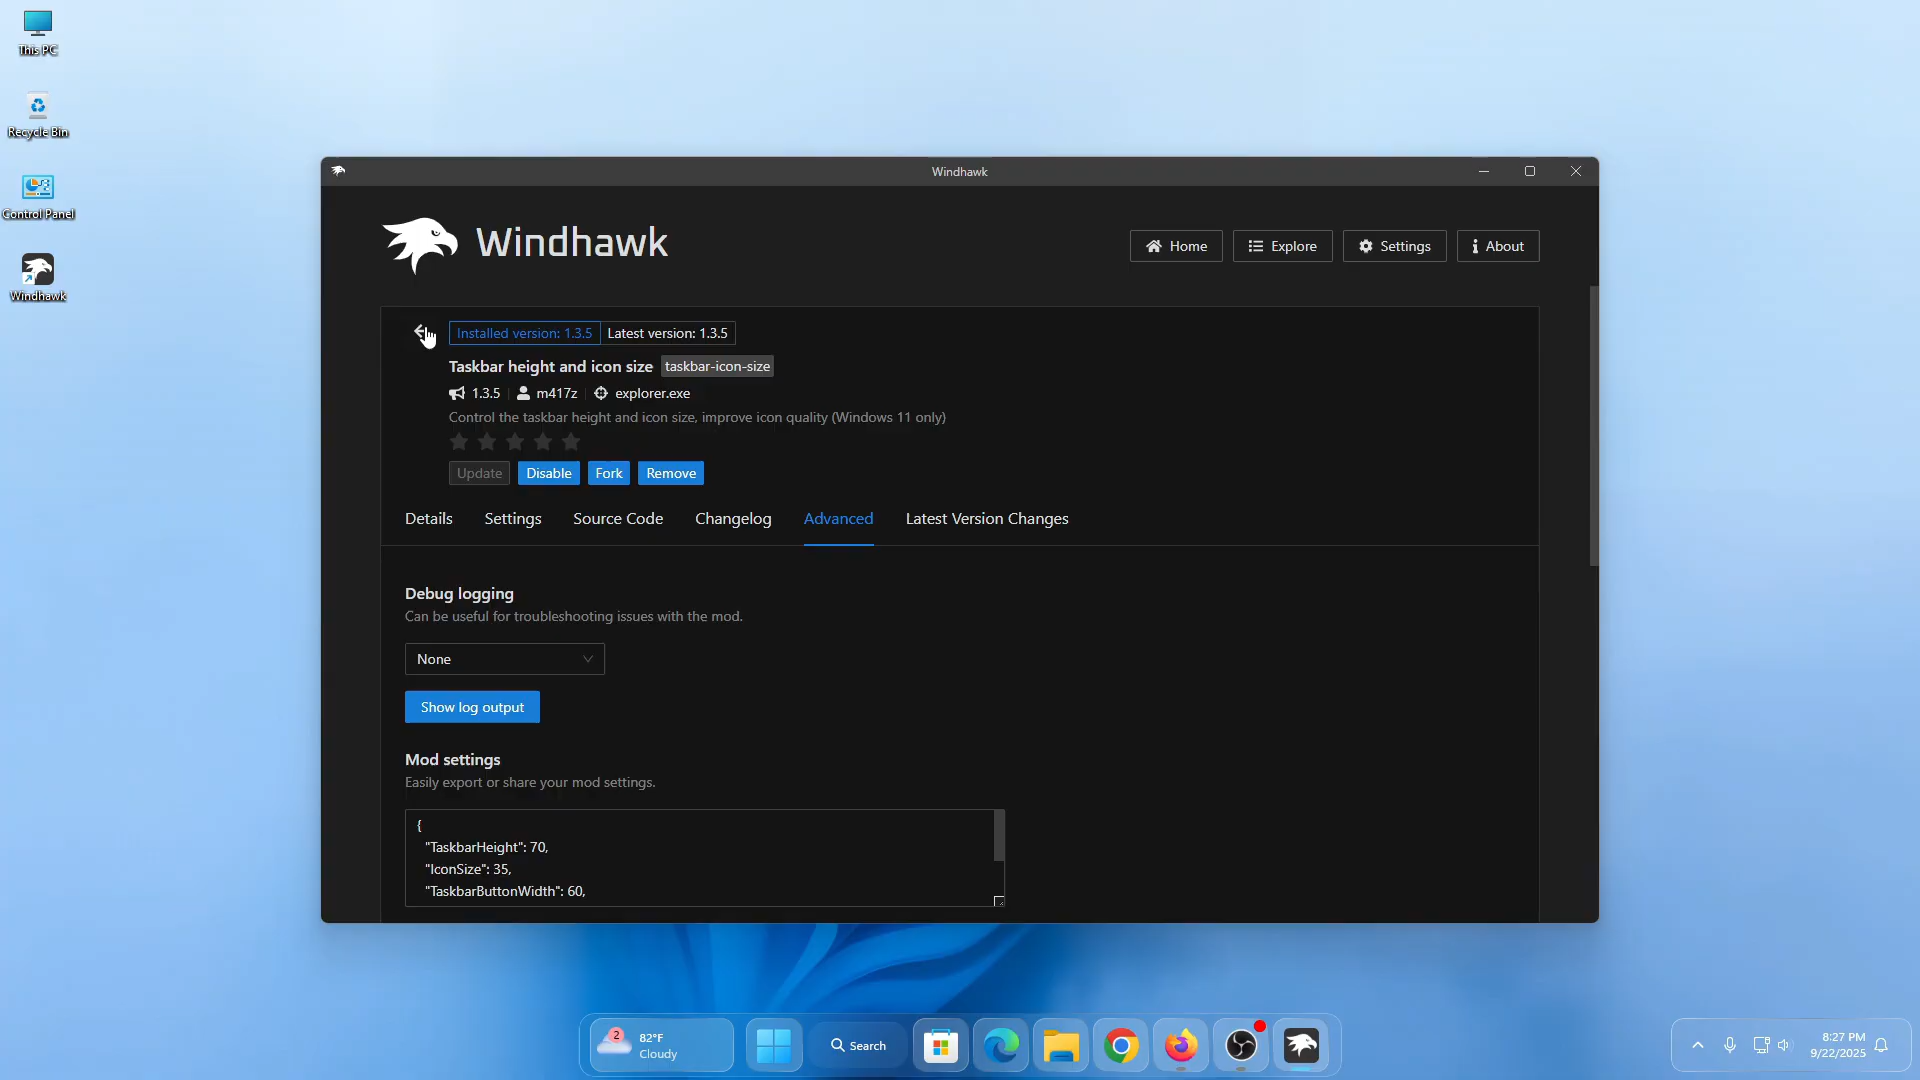 This PC
Recycle Bin
Control Panel
Windhawk
Windhawk
Windhawk
Home
Explore
Settings
About
Installed version: 1.3.5
Latest version: 1.3.5
Taskbar height and icon size taskbar-icon-size
1.3.5 m417z explorer.exe
Control the taskbar height and icon size, improve icon quality (Windows 11 only)
Update
Disable
Fork
Remove
Details
Settings
Source Code
Changelog
Advanced
Latest Version Changes
Debug logging
Can be useful for troubleshooting issues with the mod.
None
Show log output
Mod settings
Easily export or share your mod settings.
{
"TaskbarHeight": 70,
"IconSize": 35,
"TaskbarButtonWidth": 60,
2
82°F
Cloudy
Search
8:27 PM
9/22/2025